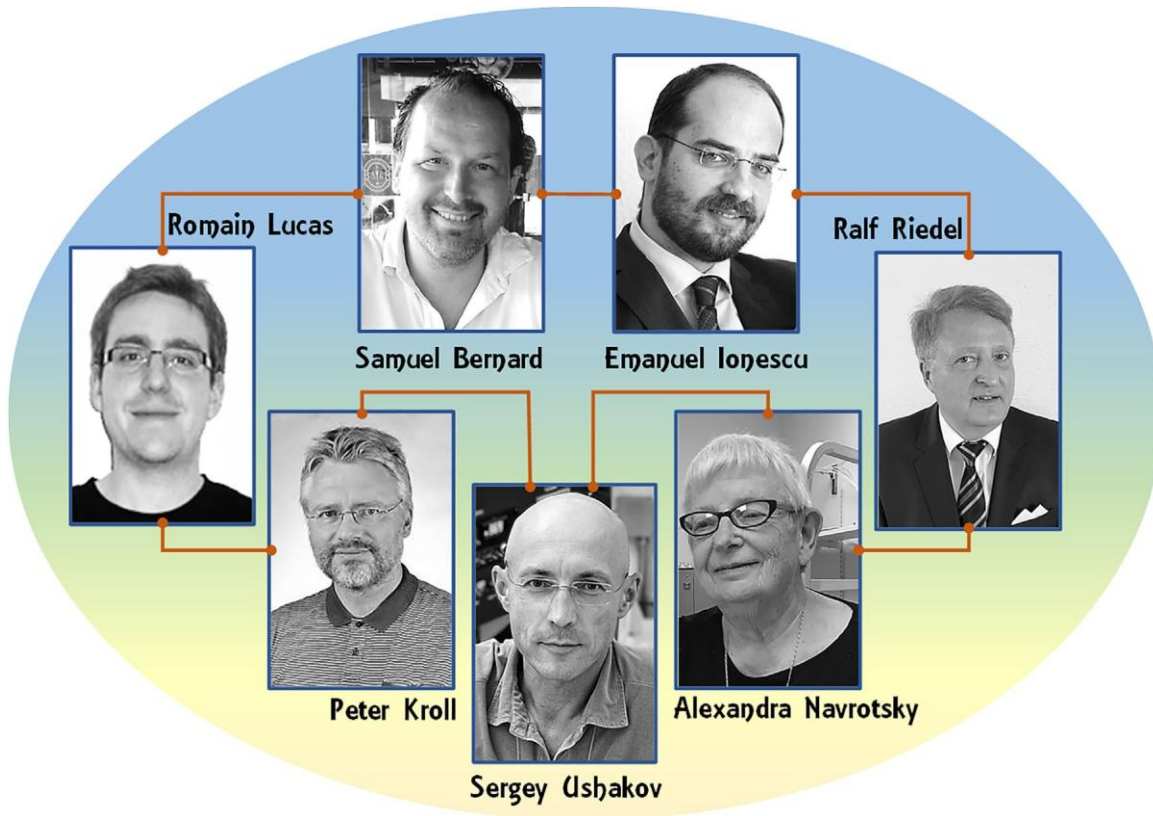 Romain Lucas
Ralf Riedel
Samuel Bernard
Emanuel Ionescu
Peter Kroll
Alexandra Navrotsky
Sergey Ushakov